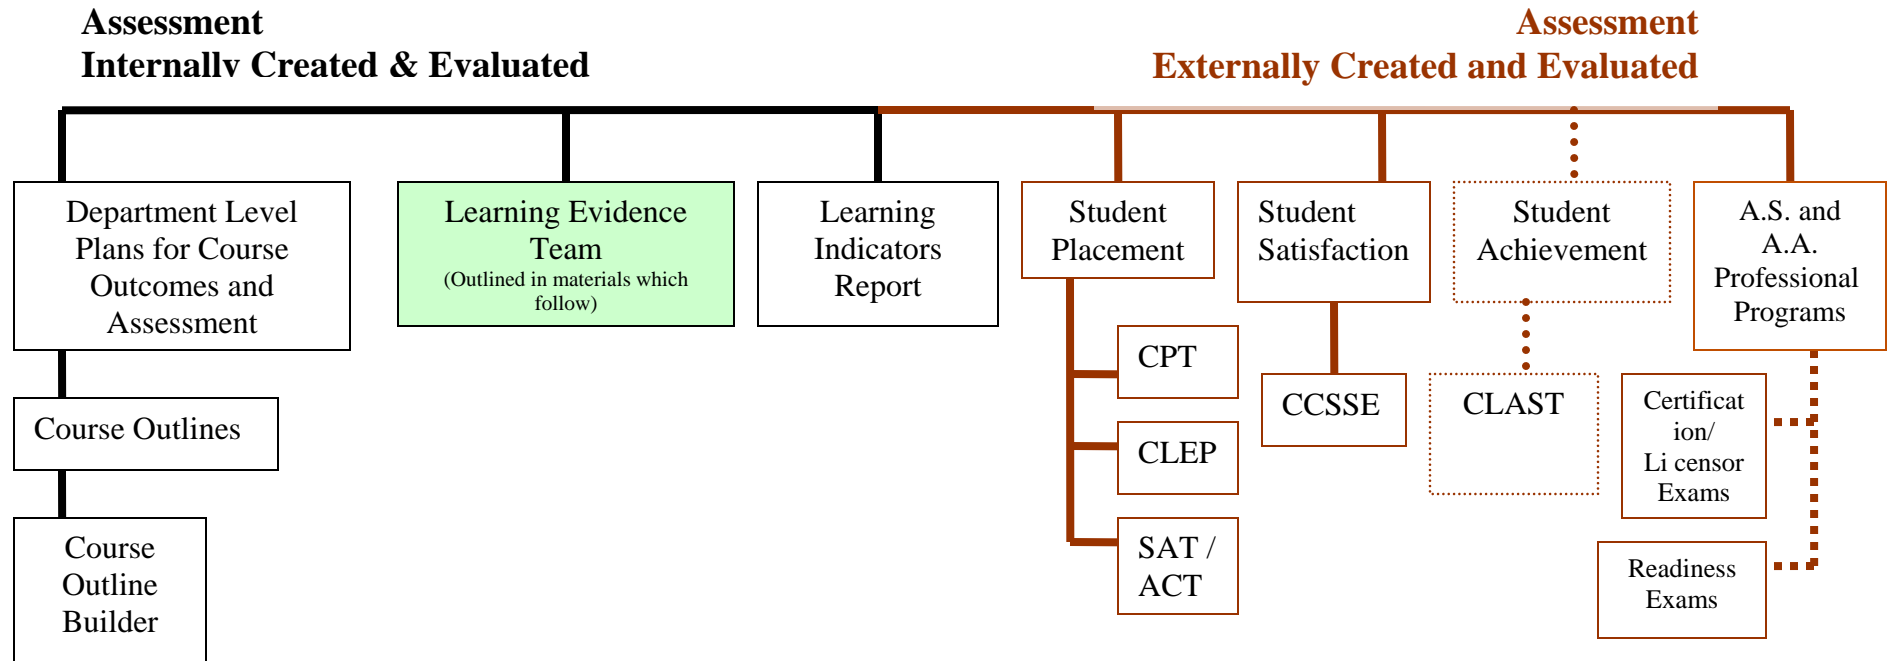 Assessment
Internally Created & Evaluated
Assessment
Externally Created and Evaluated
Department Level
Plans for Course
Outcomes and
Assessment
Learning Evidence
Team
(Outlined in materials which
follow)
Learning
Indicators
Report
Student
Placement
Student
Satisfaction
Student
Achievement
A.S. and
A.A.
Professional
Programs
Course Outlines
Course
Outline
Builder
CPT
CLEP
SAT /
ACT
CCSSE
CLAST
Certificat
ion/
Li censor
Exams
Readiness
Exams